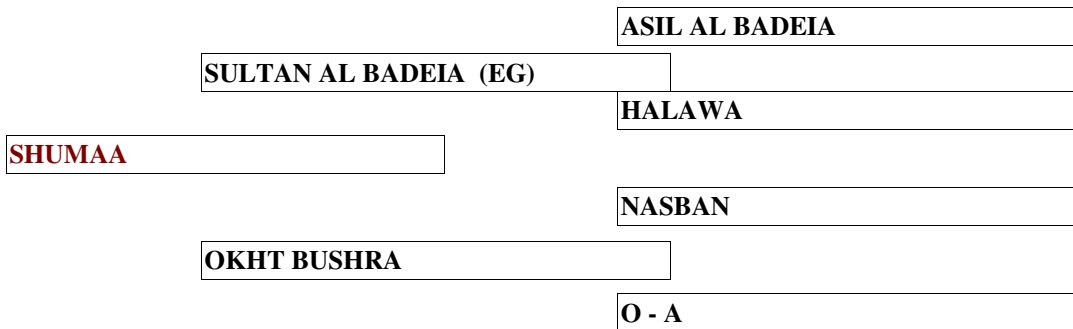 ASIL AL BADEIA
SULTAN AL BADEIA (EG)
HALAWA
SHUMAA
NASBAN
OKHT BUSHRA
O - A